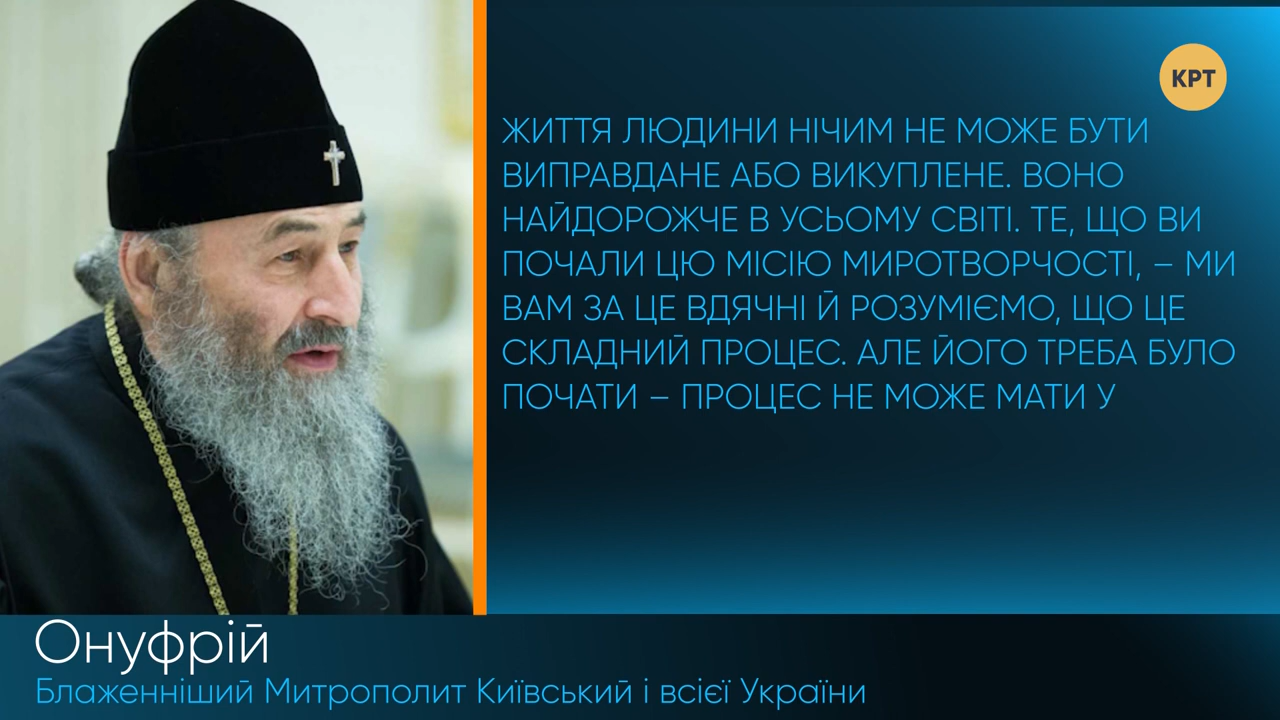 КРТ
ЖИТТЯ ЛЮДИНИ НІЧИМ НЕ МОЖЕ БУТИ
ВИПРАВДАНЕ АБО ВИКУПЛЕНЕ. ВОНО
НАЙДОРОЖЧЕ В УСЬОМУ СВІТІ. ТЕ, ЩО ВИ
ПОЧАЛИ ЦЮ МІСІЮ МИРОТВОРЧОСТІ, – МИ
ВАМ ЗА ЦЕ ВДЯЧНІ Й РОЗУМІЄМО, ЩО ЦЕ
СКЛАДНИЙ ПРОЦЕС. АЛЕ ЙОГО ТРЕБА БУЛО
ПОЧАТИ – ПРОЦЕС НЕ МОЖЕ МАТИ У
Онуфрій
Блаженніший Митрополит Київський і всієї України